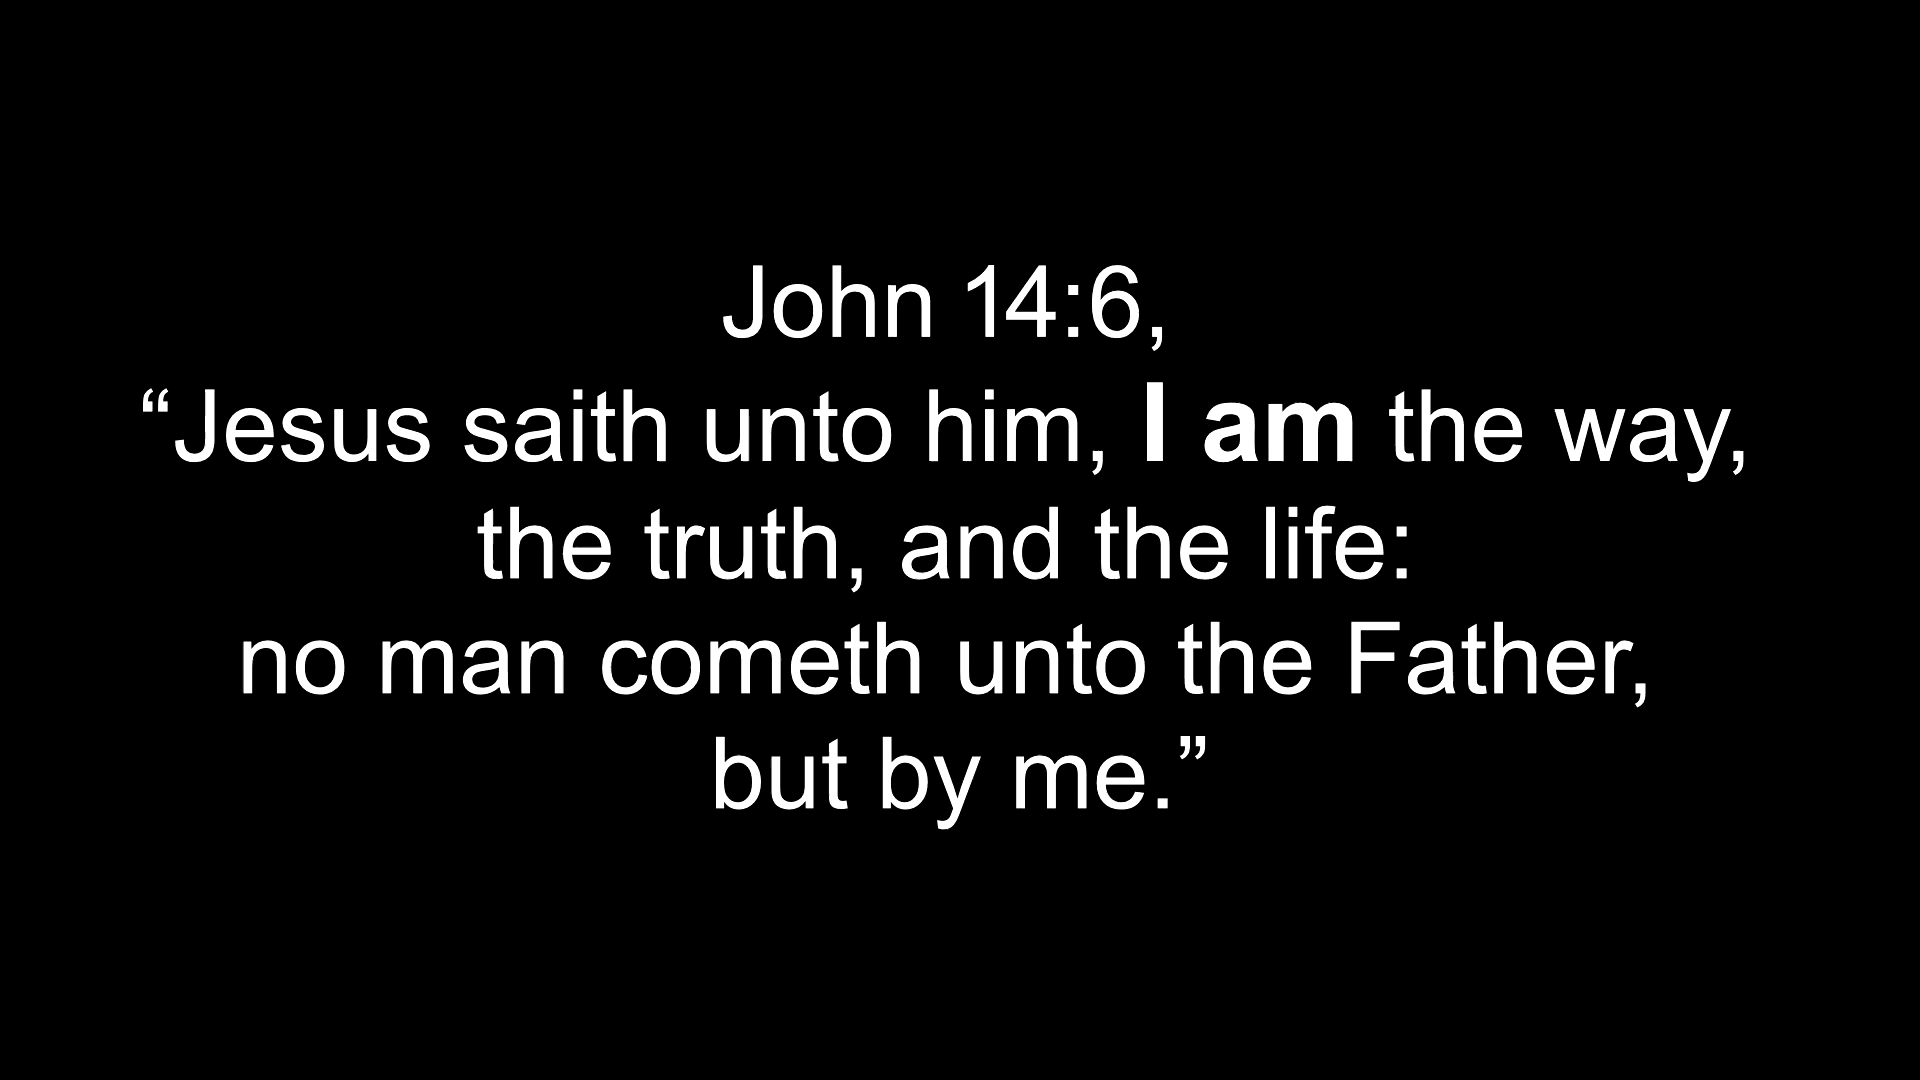 John 14:6,
“Jesus saith unto him, I am the way,
the truth, and the life:
no man cometh unto the Father,
but by me.”